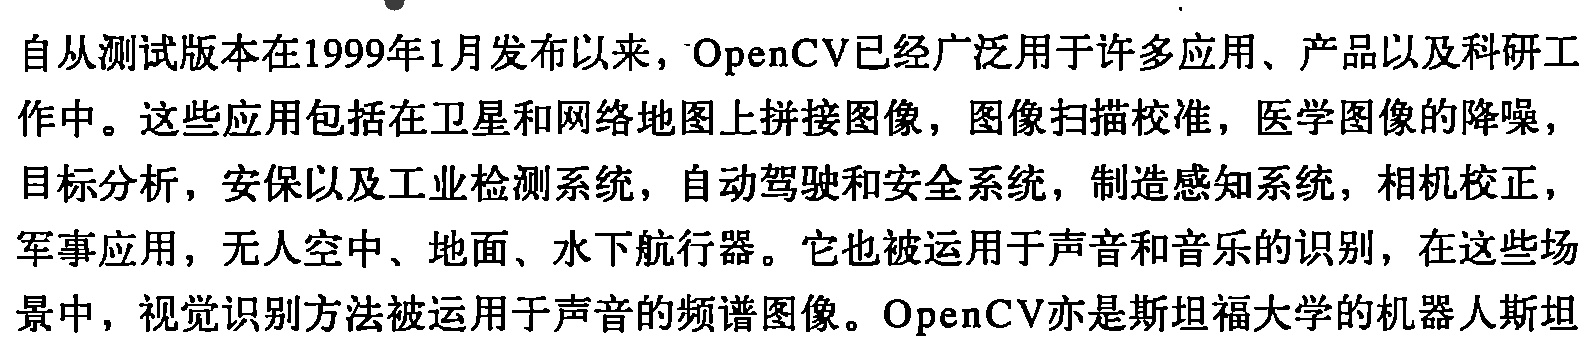 自从测试版本在1999年1月发布以来，OpenCV已经广泛用于许多应用、产品以及科研工
作中。这些应用包括在卫星和网络地图上拼接图像，图像扫描校准，医学图像的降噪，
目标分析，安保以及工业检测系统，自动驾驶和安全系统，制造感知系统，相机校正，
军事应用，无人空中、地面、水下航行器。它也被运用于声音和音乐的识别，在这些场
景中，视觉识别方法被运用于声音的频谱图像。OpenCV亦是斯坦福大学的机器人斯坦